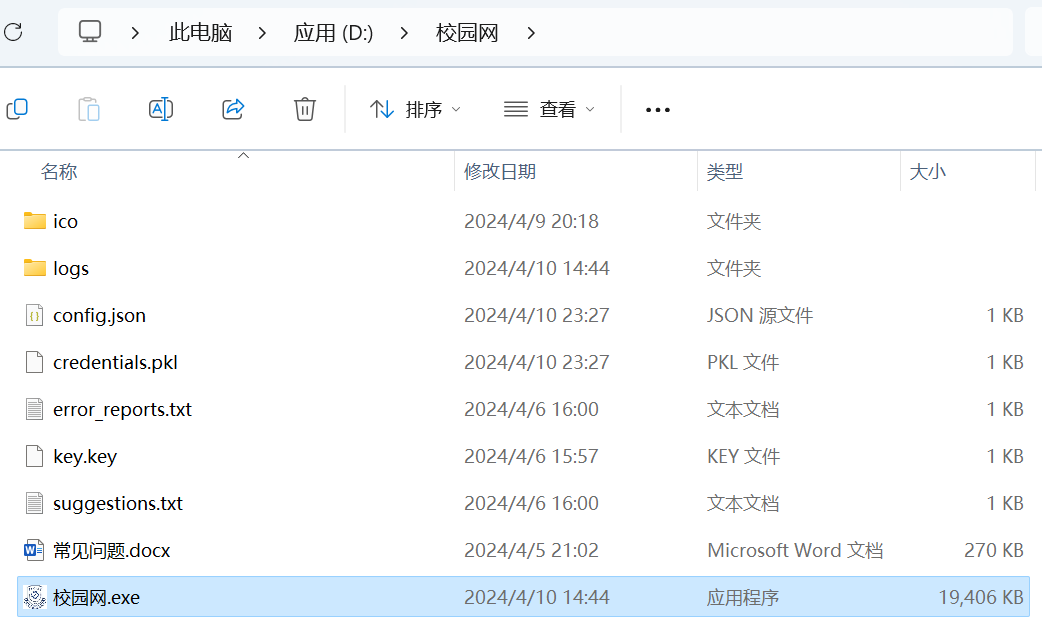 此电脑 > 应用 (D:) > 校园网 >
排序 查看
名称 修改日期 类型 大小
ico 2024/4/9 20:18 文件夹
logs 2024/4/10 14:44 文件夹
config.json 2024/4/10 23:27 JSON 源文件 1 KB
credentials.pkl 2024/4/10 23:27 PKL 文件 1 KB
error_reports.txt 2024/4/6 16:00 文本文档 1 KB
key.key 2024/4/6 15:57 KEY 文件 1 KB
suggestions.txt 2024/4/6 16:00 文本文档 1 KB
常见问题.docx 2024/4/5 21:02 Microsoft Word 文档 270 KB
校园网.exe 2024/4/10 14:44 应用程序 19,406 KB